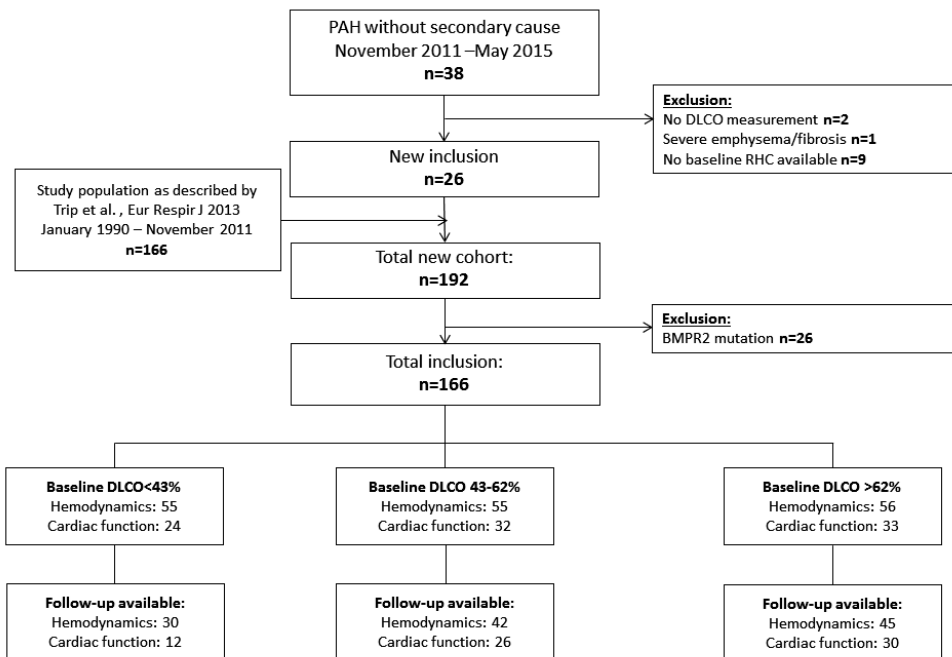 PAH without secondary cause
November 2011 –May 2015
n=38
Exclusion:
No DLCO measurement n=2
Severe emphysema/fibrosis n=1
No baseline RHC available n=9
New inclusion
n=26
Study population as described by
Trip et al. , Eur Respir J 2013
January 1990 – November 2011
n=166
Total new cohort:
n=192
Exclusion:
BMPR2 mutation n=26
Total inclusion:
n=166
Baseline DLCO<43%
Hemodynamics: 55
Cardiac function: 24
Baseline DLCO 43-62%
Hemodynamics: 55
Cardiac function: 32
Baseline DLCO >62%
Hemodynamics: 56
Cardiac function: 33
Follow-up available:
Hemodynamics: 30
Cardiac function: 12
Follow-up available:
Hemodynamics: 42
Cardiac function: 26
Follow-up available:
Hemodynamics: 45
Cardiac function: 30